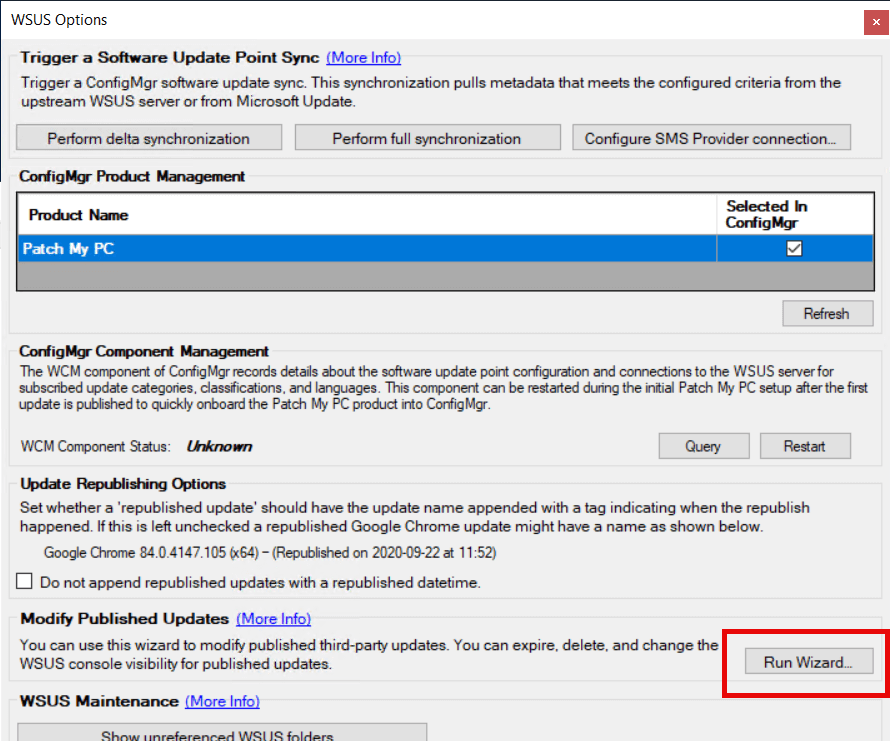 WSUS Options
Trigger a Software Update Point Sync (More Info)
Trigger a ConfigMgr software update sync. This synchronization pulls metadata that meets the configured criteria from the
upstream WSUS server or from Microsoft Update.
Perform delta synchronization Perform full synchronization Configure SMS Provider connection...
ConfigMgr Product Management
Product Name Selected In
ConfigMgr
Patch My PC
Refresh
ConfigMgr Component Management
The WCM component of ConfigMgr records details about the software update point configuration and connections to the WSUS server for
subscribed update categories, classifications, and languages. This component can be restarted during the initial Patch My PC setup after the first
update is published to quickly onboard the Patch My PC product into ConfigMgr.
WCM Component Status: Unknown Query Restart
Update Republishing Options
Set whether a 'republished update' should have the update name appended with a tag indicating when the republish
happened. If this is left unchecked a republished Google Chrome update might have a name as shown below.
Google Chrome 84.0.4147.105 (x64) – (Republished on 2020-09-22 at 11:52)
Do not append republished updates with a republished datetime.
Modify Published Updates (More Info)
You can use this wizard to modify published third-party updates. You can expire, delete, and change the
WSUS console visibility for published updates.
Run Wizard...
WSUS Maintenance (More Info)
Show unreferenced WSUS folders